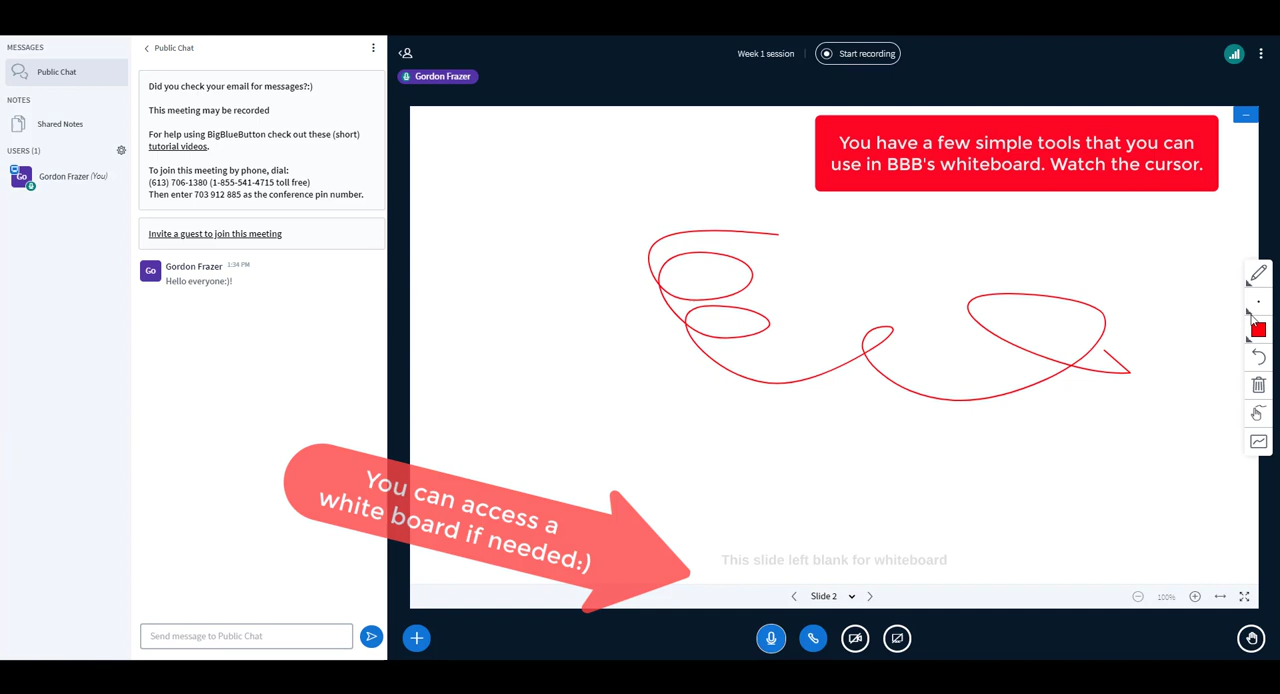 MESSAGES
Public Chat
NOTES
Shared Notes
USERS (1)
Go
Gordon Frazer (You)
Public Chat
Did you check your email for messages?:)
This meeting may be recorded
For help using BigBlueButton check out these (short)
tutorial videos.
To join this meeting by phone, dial:
(613) 706-1380 (1-855-541-4715 toll free)
Then enter 703 912 885 as the conference pin number.
Invite a guest to join this meeting
Go
Gordon Frazer 1:34 PM
Hello everyone:)!
Send message to Public Chat
Week 1 session
Start recording
Gordon Frazer
You have a few simple tools that you can
use in BBB's whiteboard. Watch the cursor.
You can access a
white board if needed:)
This slide left blank for whiteboard
Slide 2
100%